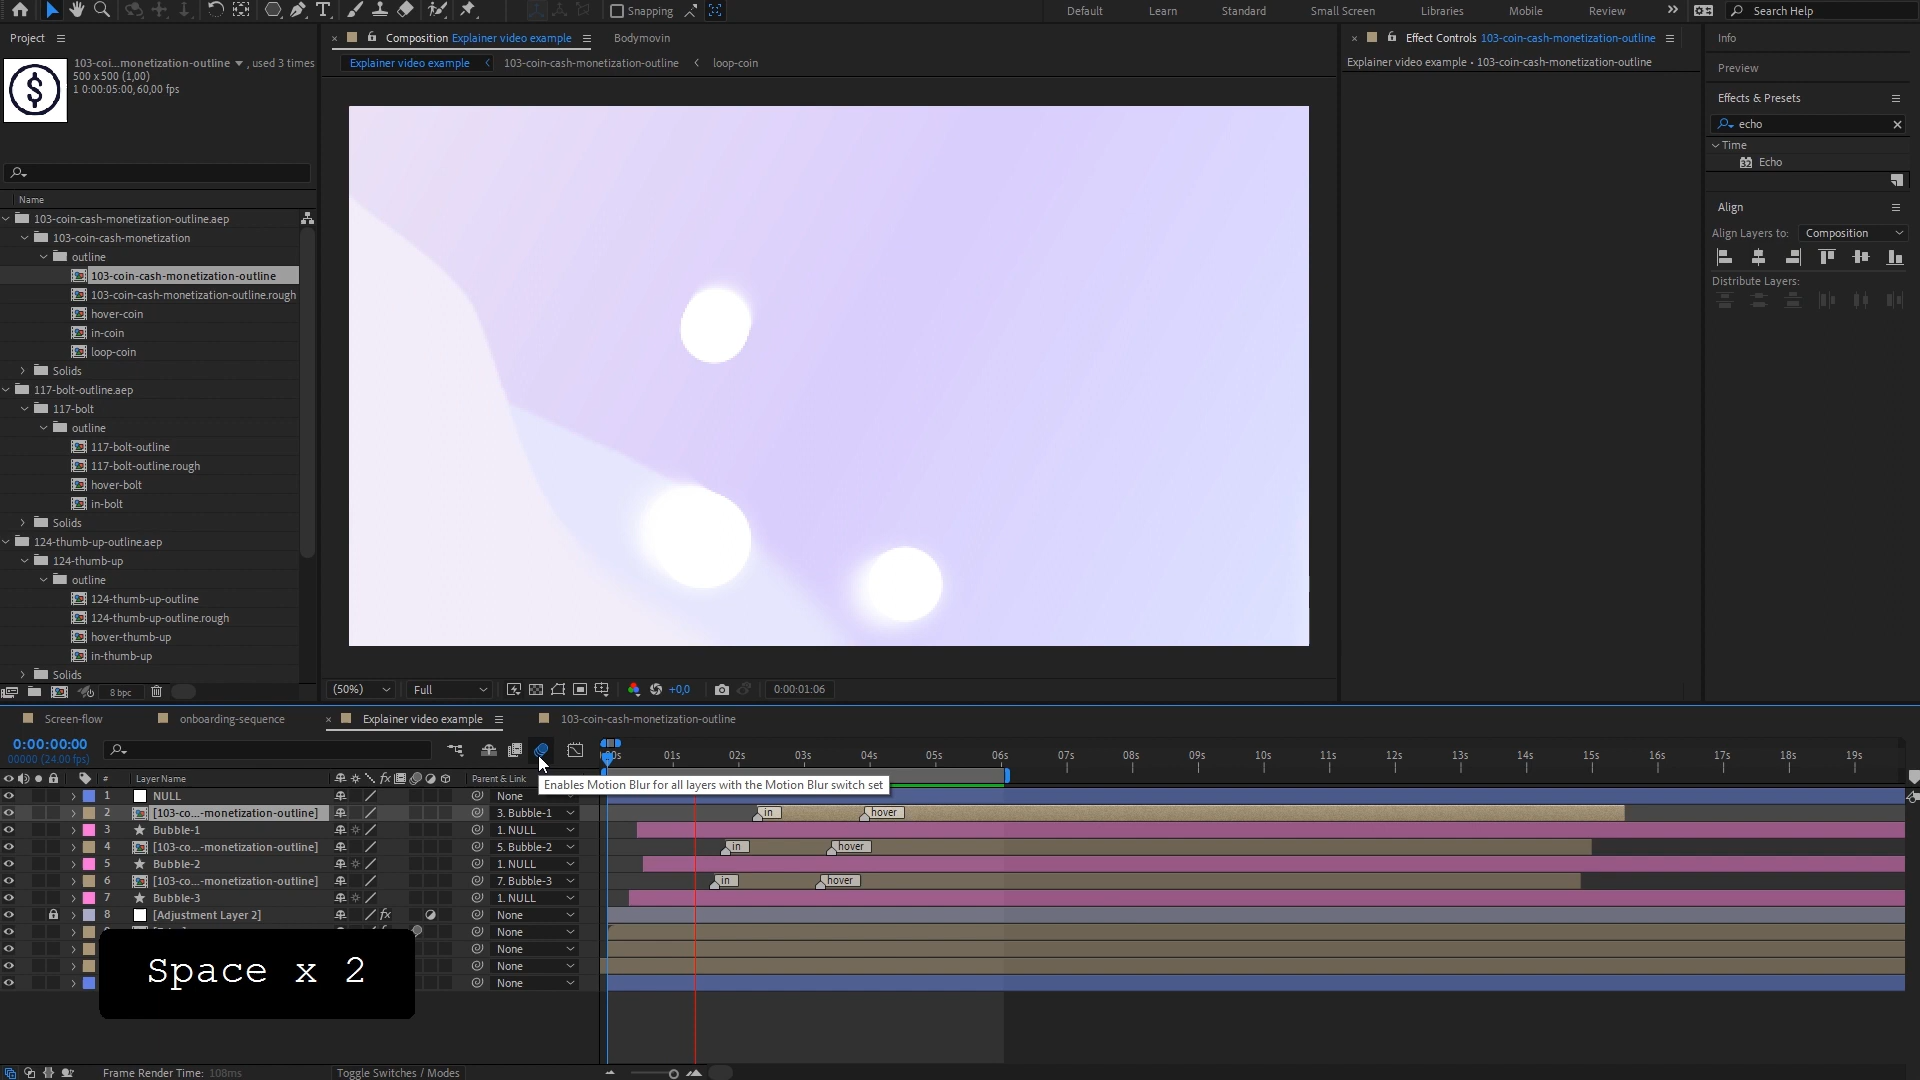 Snapping
Default
Learn
Standard
Small Screen
Libraries
Mobile
Review
Search Help
Project
Composition Explainer video example
Bodymovin
Effect Controls 103-coin-cash-monetization-outline
Info
103-coi...monetization-outline , used 3 times
500 x 500 (1,00)
1 0:00:05:00, 60,00 fps
Explainer video example
103-coin-cash-monetization-outline
loop-coin
Explainer video example • 103-coin-cash-monetization-outline
Preview
Effects & Presets
echo
Time
Echo
Align
Align Layers to:
Composition
Distribute Layers:
Name
103-coin-cash-monetization-outline.aep
103-coin-cash-monetization
outline
103-coin-cash-monetization-outline
103-coin-cash-monetization-outline.rough
hover-coin
in-coin
loop-coin
Solids
117-bolt-outline.aep
117-bolt
outline
117-bolt-outline
117-bolt-outline.rough
hover-bolt
in-bolt
Solids
124-thumb-up-outline.aep
124-thumb-up
outline
124-thumb-up-outline
124-thumb-up-outline.rough
hover-thumb-up
in-thumb-up
Solids
8 bpc
(50%)
Full
+0,0
0:00:01:06
Screen-flow
onboarding-sequence
Explainer video example
103-coin-cash-monetization-outline
0:00:00:00
00000 (24.00 fps)
00s 01s 02s 03s 04s 05s 06s 07s 08s 09s 10s 11s 12s 13s 14s 15s 16s 17s 18s 19s
# Layer Name
fx
Parent & Link
Enables Motion Blur for all layers with the Motion Blur switch set
1 NULL None
2 [103-co...-monetization-outline] 3. Bubble-1 in hover
3 Bubble-1 1. NULL
4 [103-co...-monetization-outline] 5. Bubble-2 in hover
5 Bubble-2 1. NULL
6 [103-co...-monetization-outline] 7. Bubble-3 in hover
7 Bubble-3 1. NULL
8 [Adjustment Layer 2] fx None
None
None
None
None
Space x 2
Frame Render Time: 108ms
Toggle Switches / Modes